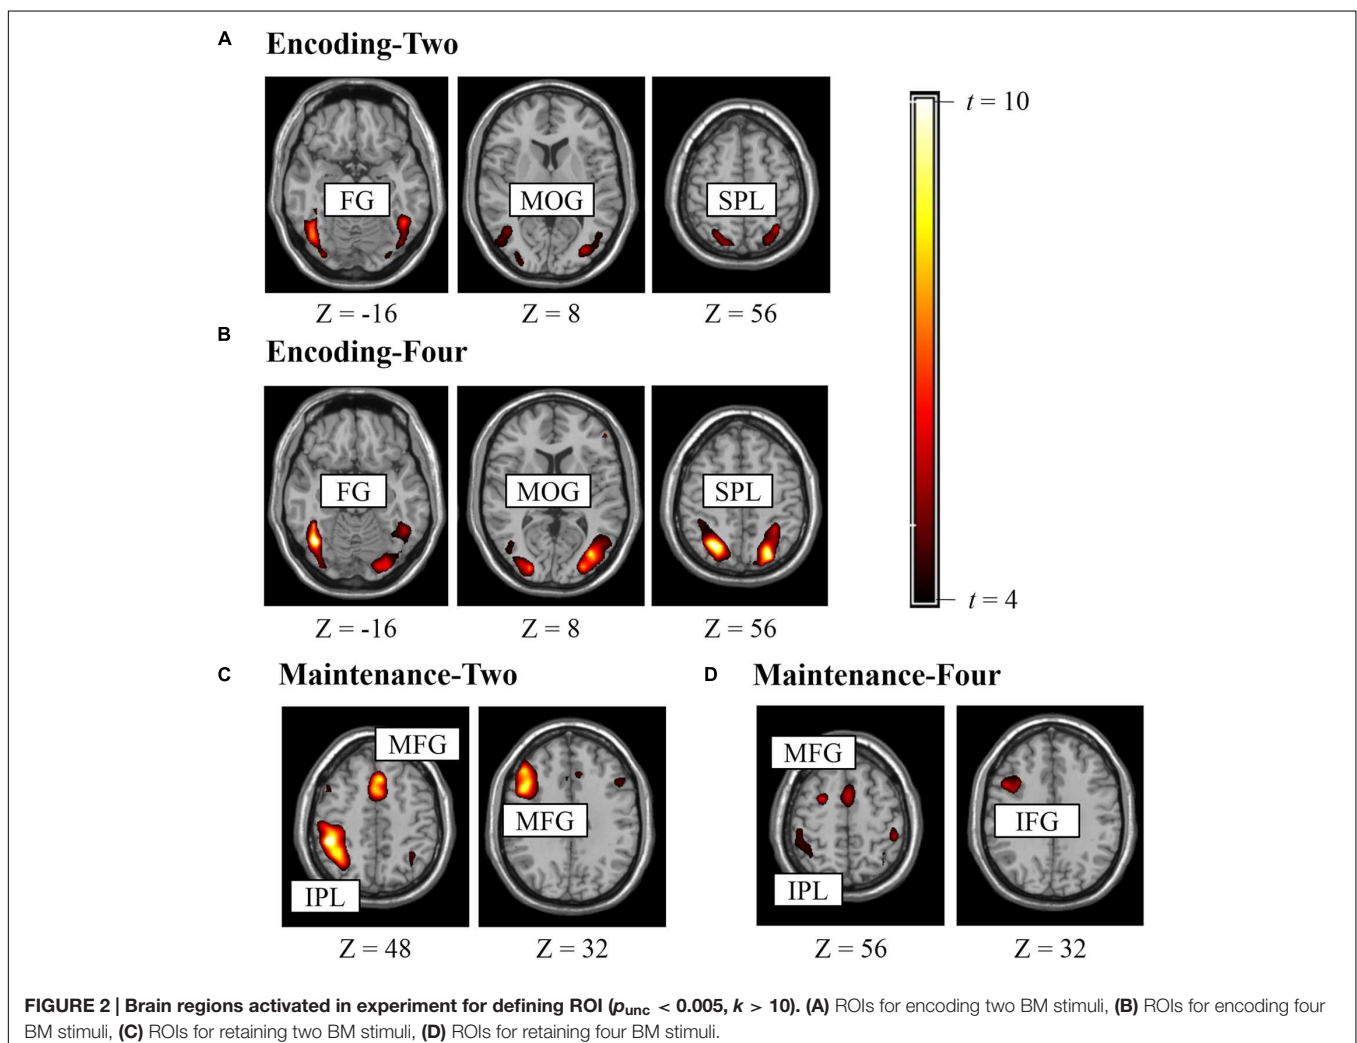 A Encoding-Two
FG MOG SPL
Z = -16 Z = 8 Z = 56
t = 10
B Encoding-Four
FG MOG SPL
Z = -16 Z = 8 Z = 56
t = 4
C Maintenance-Two
MFG
MFG
IPL
Z = 48 Z = 32
D Maintenance-Four
MFG
IFG
IPL
Z = 56 Z = 32
FIGURE 2 | Brain regions activated in experiment for defining ROI (punc < 0.005, k > 10). (A) ROIs for encoding two BM stimuli, (B) ROIs for encoding four
BM stimuli, (C) ROIs for retaining two BM stimuli, (D) ROIs for retaining four BM stimuli.